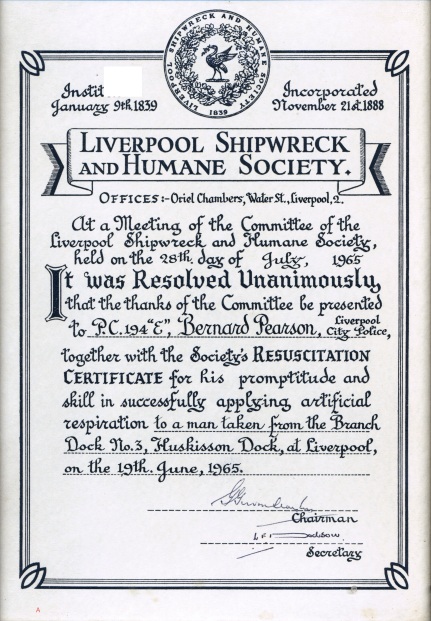 LIVERPOOL SHIPWRECK AND HUMANE SOCIETY
1839
Instit
January 9th, 1839
Incorporated
November 21st, 1888
LIVERPOOL SHIPWRECK
AND HUMANE SOCIETY.
OFFICES:- Oriel Chambers, Water St., Liverpool, 2.
At a Meeting of the Committee of the
Liverpool Shipwreck and Humane Society,
held on the 28th. day of July, 1965
It was Resolved Unanimously
that the thanks of the Committee be presented
to P.C. 194 "E", Bernard Pearson, Liverpool City Police,
together with the Society's RESUSCITATION
CERTIFICATE for his promptitude and
skill in successfully applying artificial
respiration to a man taken from the Branch
Dock No. 3, Huskisson Dock, at Liverpool,
on the 19th. June, 1965.
Chairman
Secretary
A